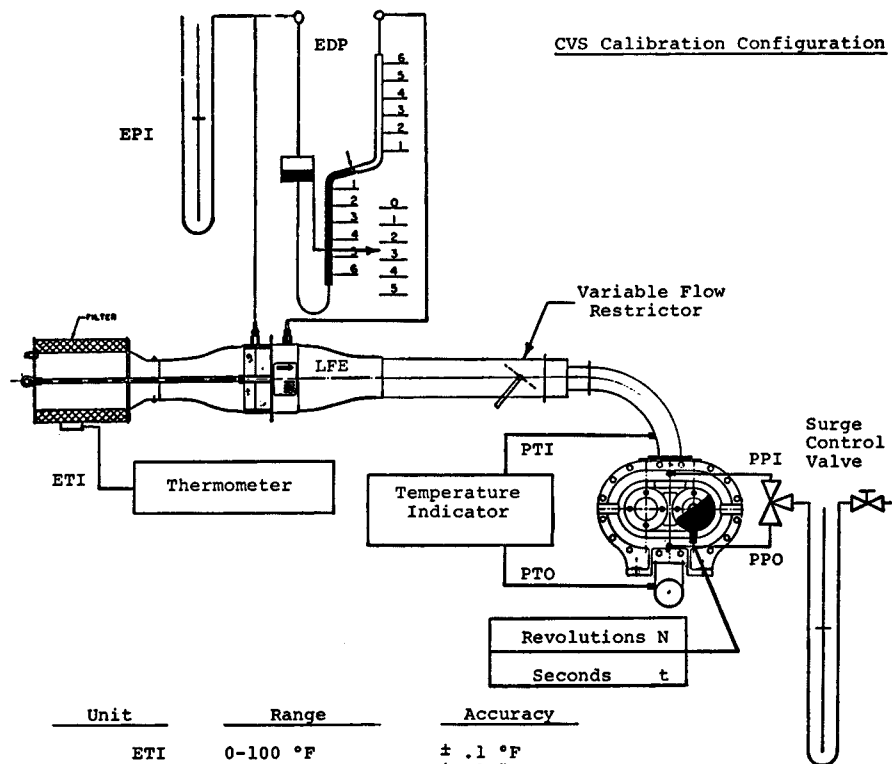 CVS Calibration Configuration
EDP
6
5
4
3
2
1
EPI
1
2
3
4
5
6
0
1
2
3
4
5
Variable Flow
Restrictor
FILTER
LFE
Surge
Control
Valve
PTI
PPI
ETI
Thermometer
Temperature
Indicator
PTO
PPO
Revolutions N
Seconds t
Unit Range Accuracy
ETI 0-100 °F ± .1 °F